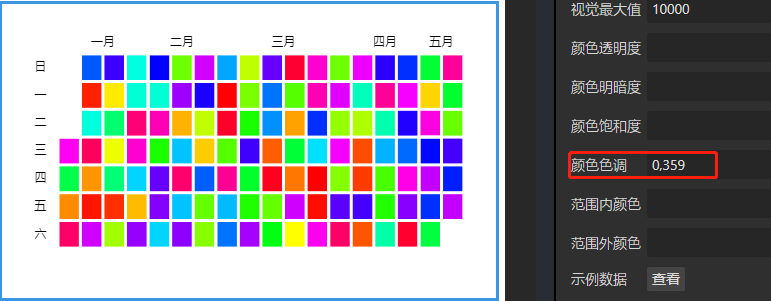 一月 二月 三月 四月 五月
日
一
二
三
四
五
六
视觉最大值 10000
颜色透明度
颜色明暗度
颜色饱和度
颜色色调 0,359
范围内颜色
范围外颜色
示例数据 查看